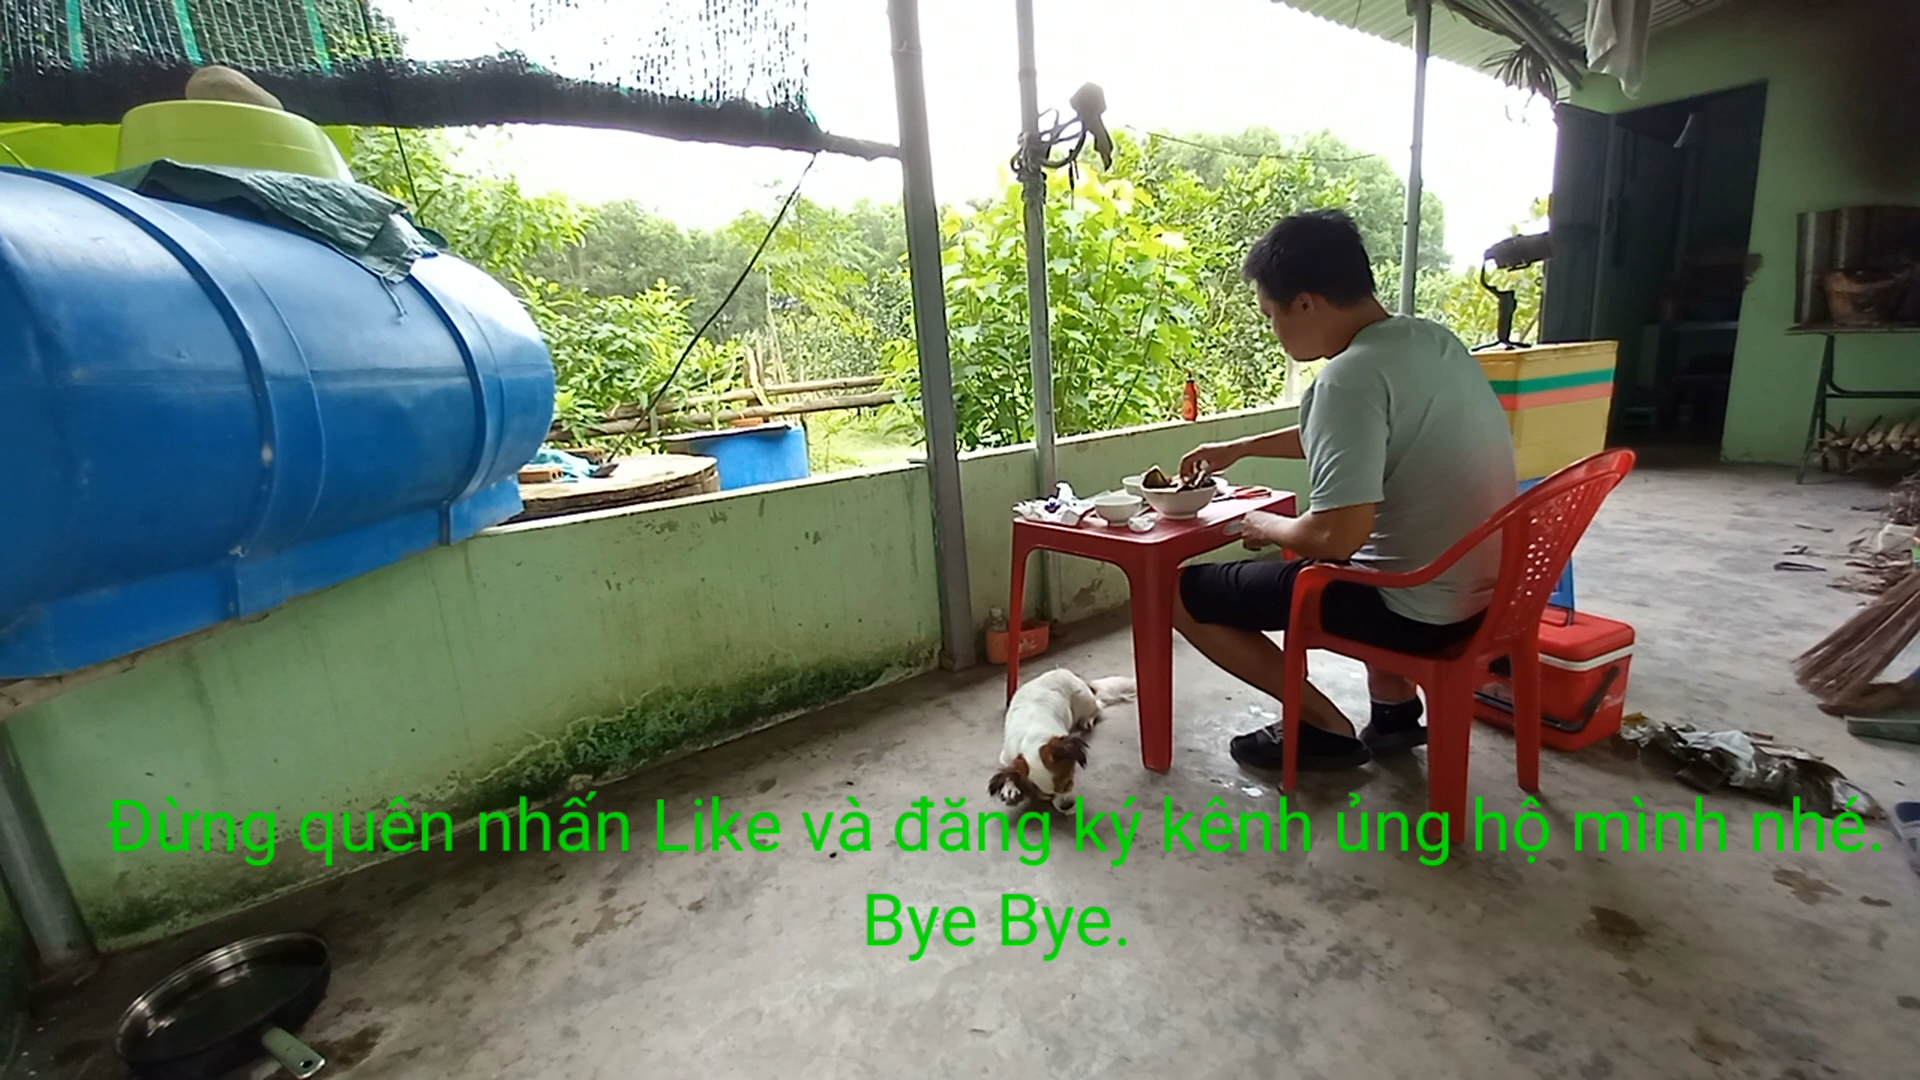 Đừng quên nhấn Like và đăng ký kênh ủng hộ mình nhé.
Bye Bye.